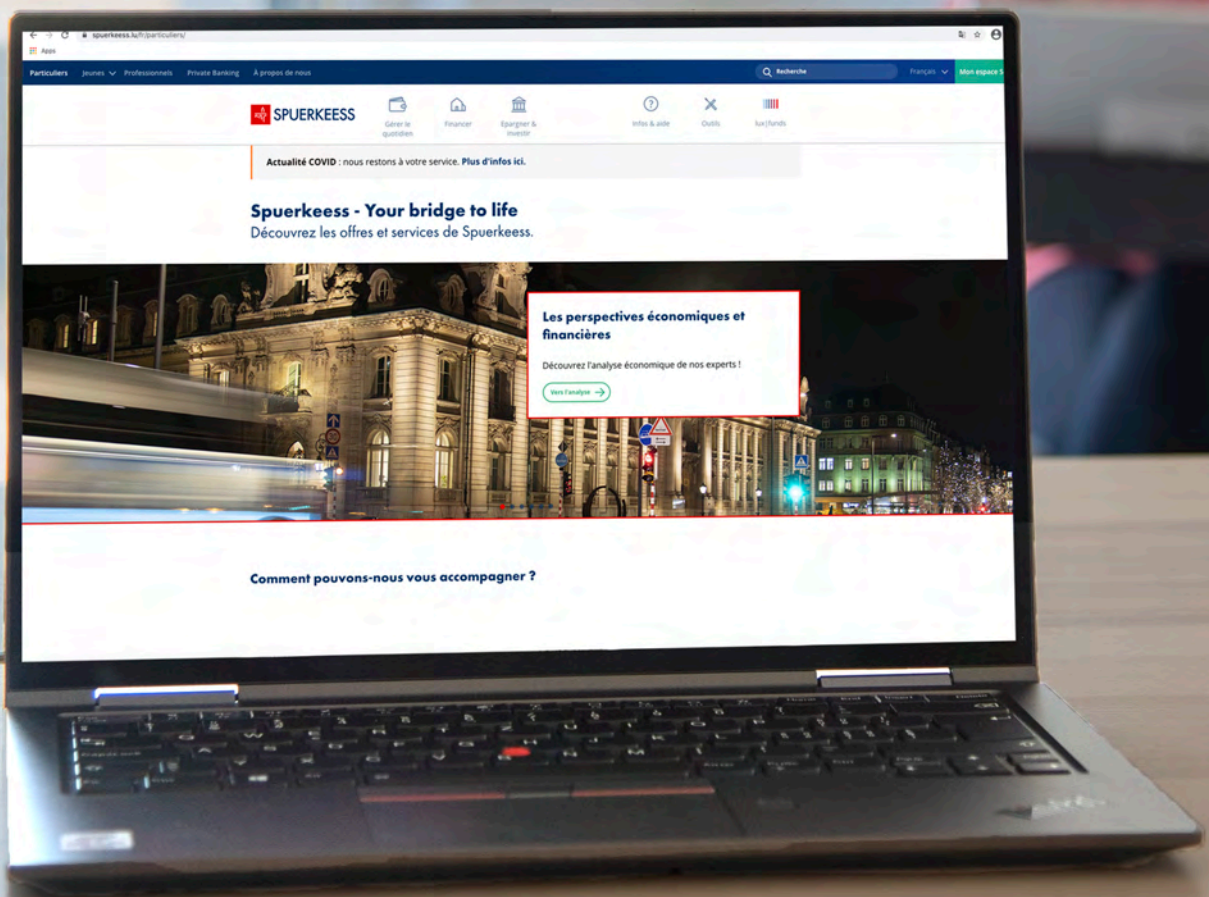 spuerkeess.lu/fr/particuliers/
Apps
Particuliers Jeunes Professionnels Private Banking À propos de nous Recherche Français Mon espace S
SPUERKEESS
Gérer le quotidien
Financer
Epargner & investir
Infos & aide
Outils
lux|funds
Actualité COVID : nous restons à votre service. Plus d'infos ici.
Spuerkeess - Your bridge to life
Découvrez les offres et services de Spuerkeess.
Les perspectives économiques et
financières
Découvrez l'analyse économique de nos experts !
Vers l'analyse
Comment pouvons-nous vous accompagner ?